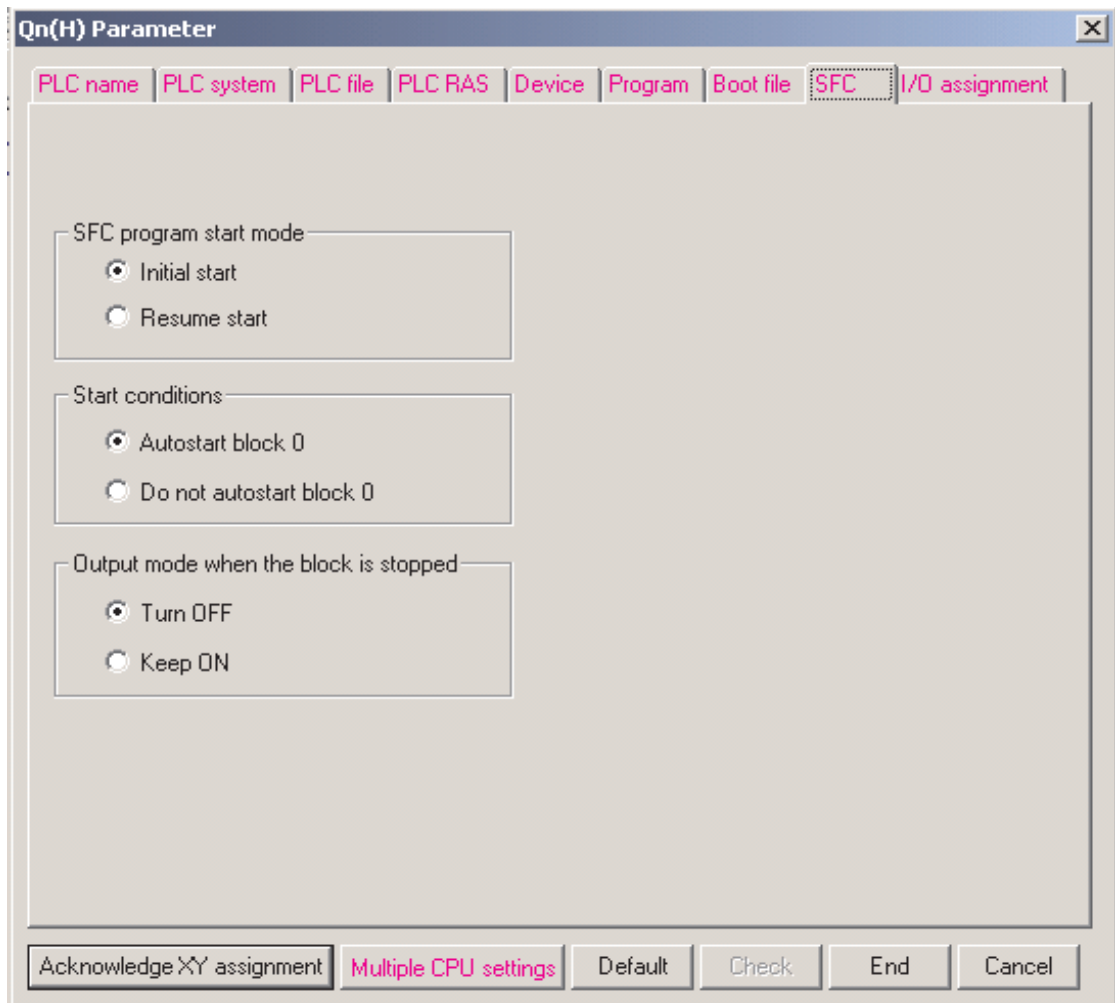 Qn(H) Parameter
PLC name PLC system PLC file PLC RAS Device Program Boot file SFC I/O assignment
SFC program start mode
Initial start
Resume start
Start conditions
Autostart block 0
Do not autostart block 0
Output mode when the block is stopped
Turn OFF
Keep ON
Acknowledge XY assignment Multiple CPU settings Default Check End Cancel